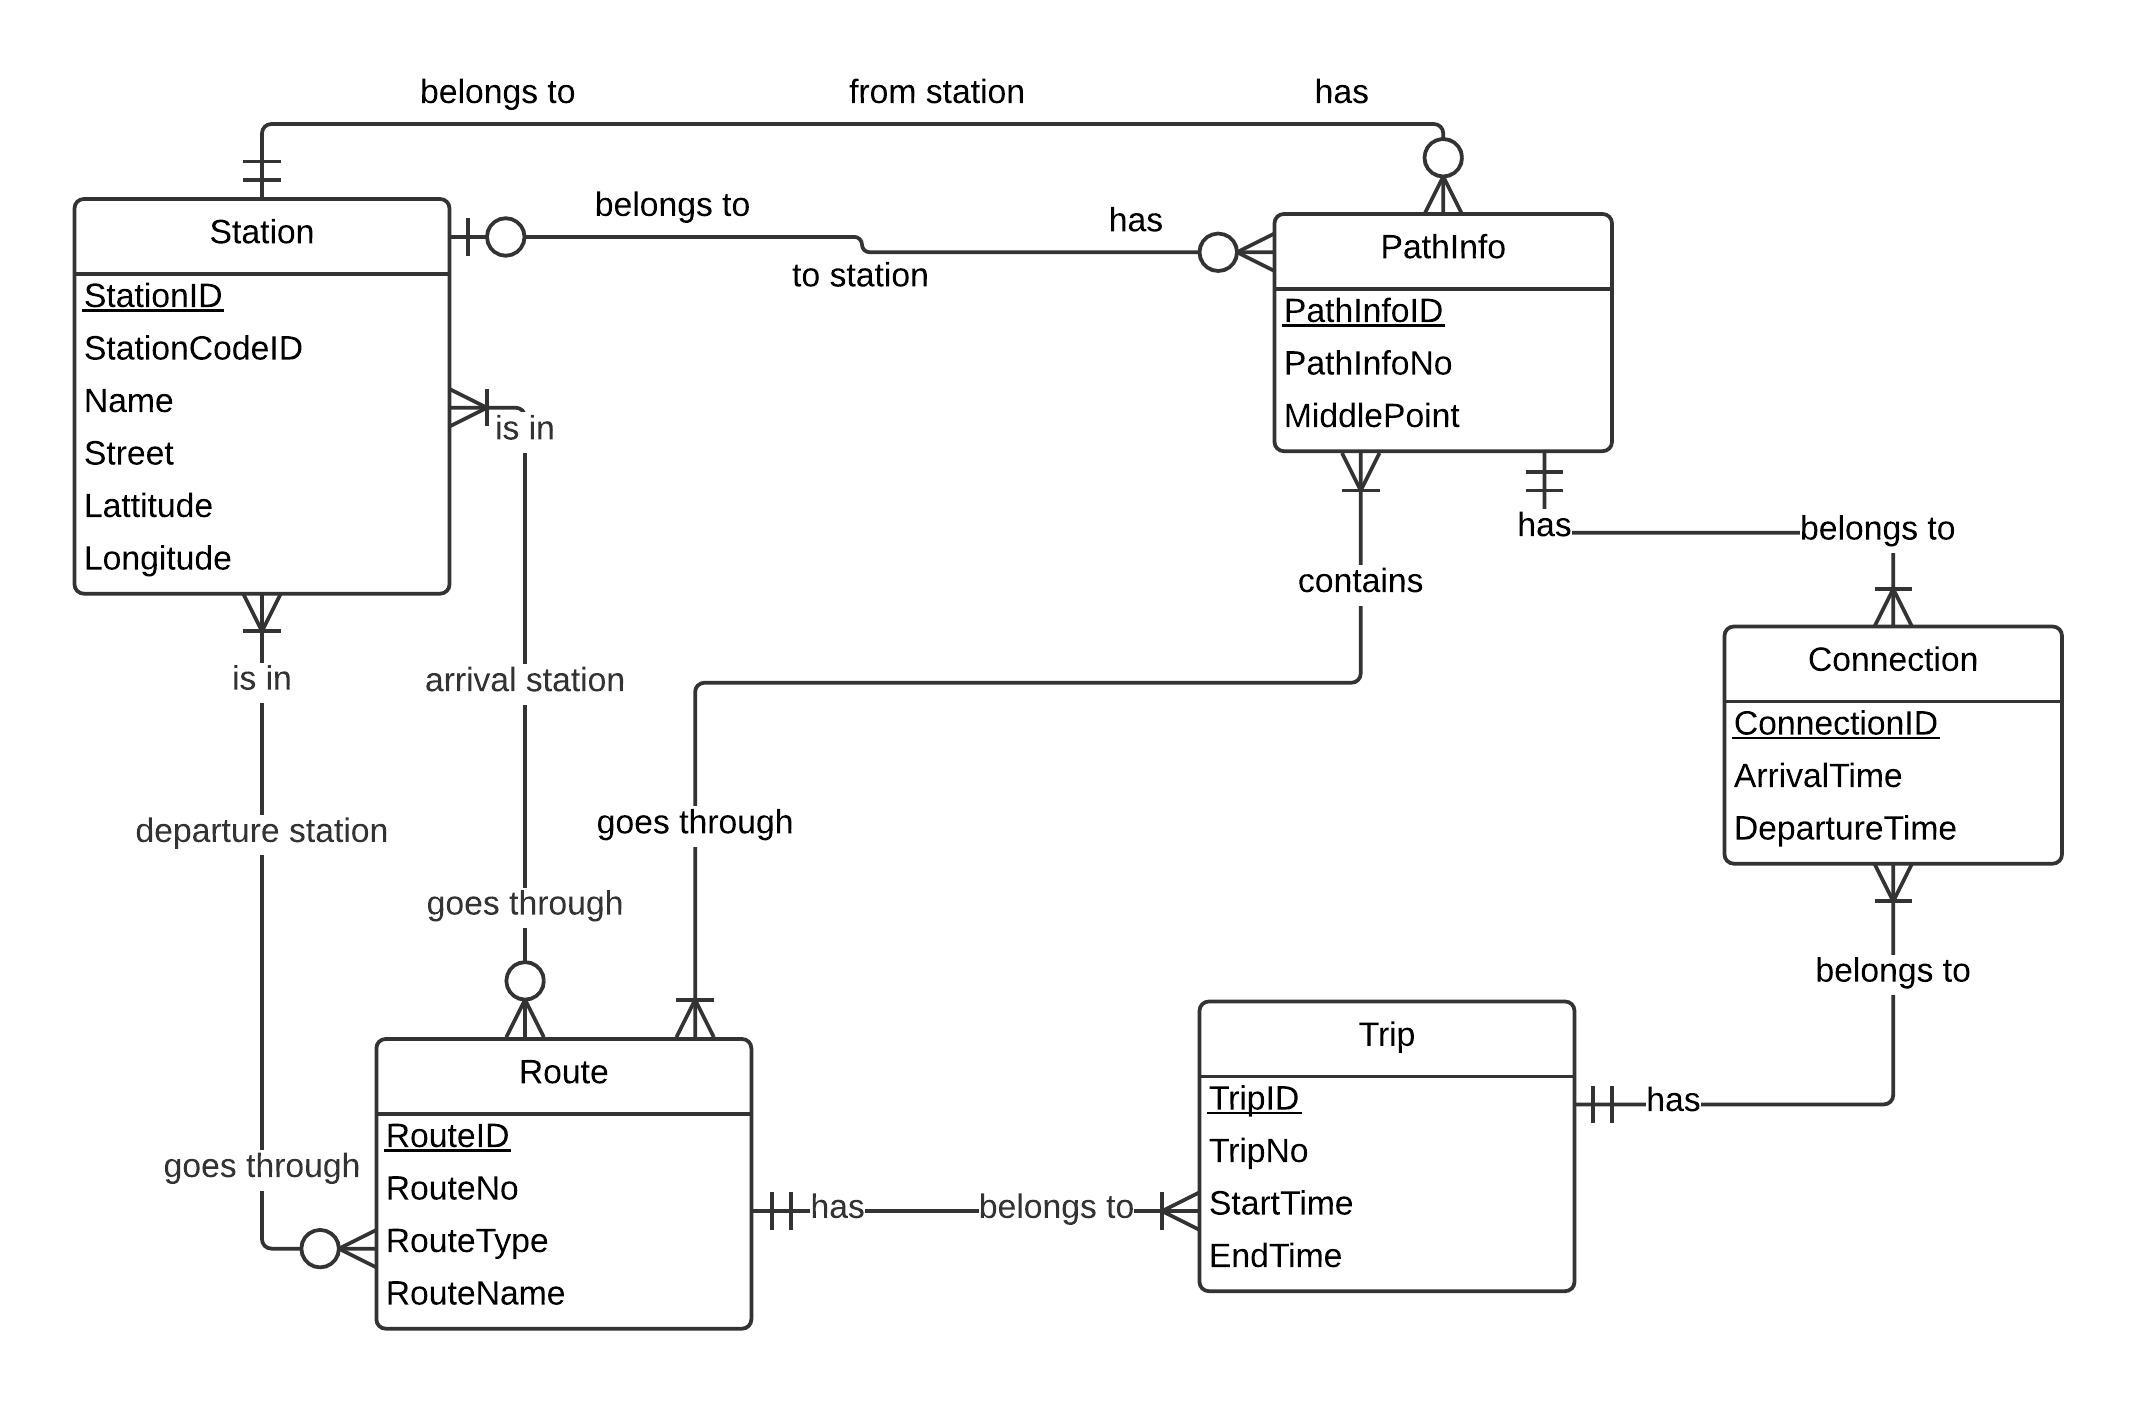 belongs to
from station
has
belongs to
has
to station
Station
StationID
StationCodeID
Name
Street
Lattitude
Longitude
PathInfo
PathInfoID
PathInfoNo
MiddlePoint
is in
has
belongs to
contains
is in
arrival station
departure station
goes through
goes through
goes through
Connection
ConnectionID
ArrivalTime
DepartureTime
belongs to
has
Route
RouteID
RouteNo
RouteType
RouteName
has
belongs to
Trip
TripID
TripNo
StartTime
EndTime